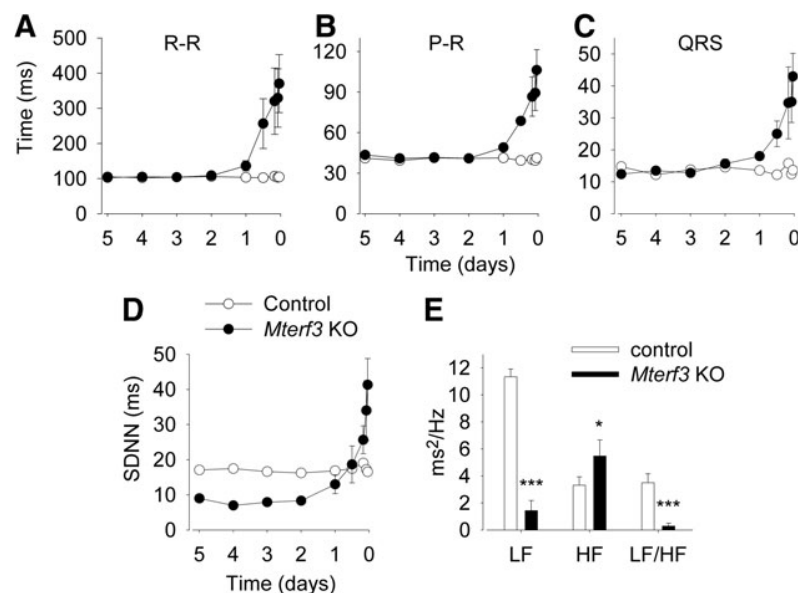 A
R-R
Time (ms)
500
400
300
200
100
0
5 4 3 2 1 0
B
P-R
120
90
60
30
0
5 4 3 2 1 0
Time (days)
C
QRS
50
40
30
20
10
0
5 4 3 2 1 0
D
Control
Mterf3 KO
SDNN (ms)
50
40
30
20
10
0
5 4 3 2 1 0
Time (days)
E
control
Mterf3 KO
ms²/Hz
12
10
8
6
4
2
0
***
*
***
LF HF LF/HF